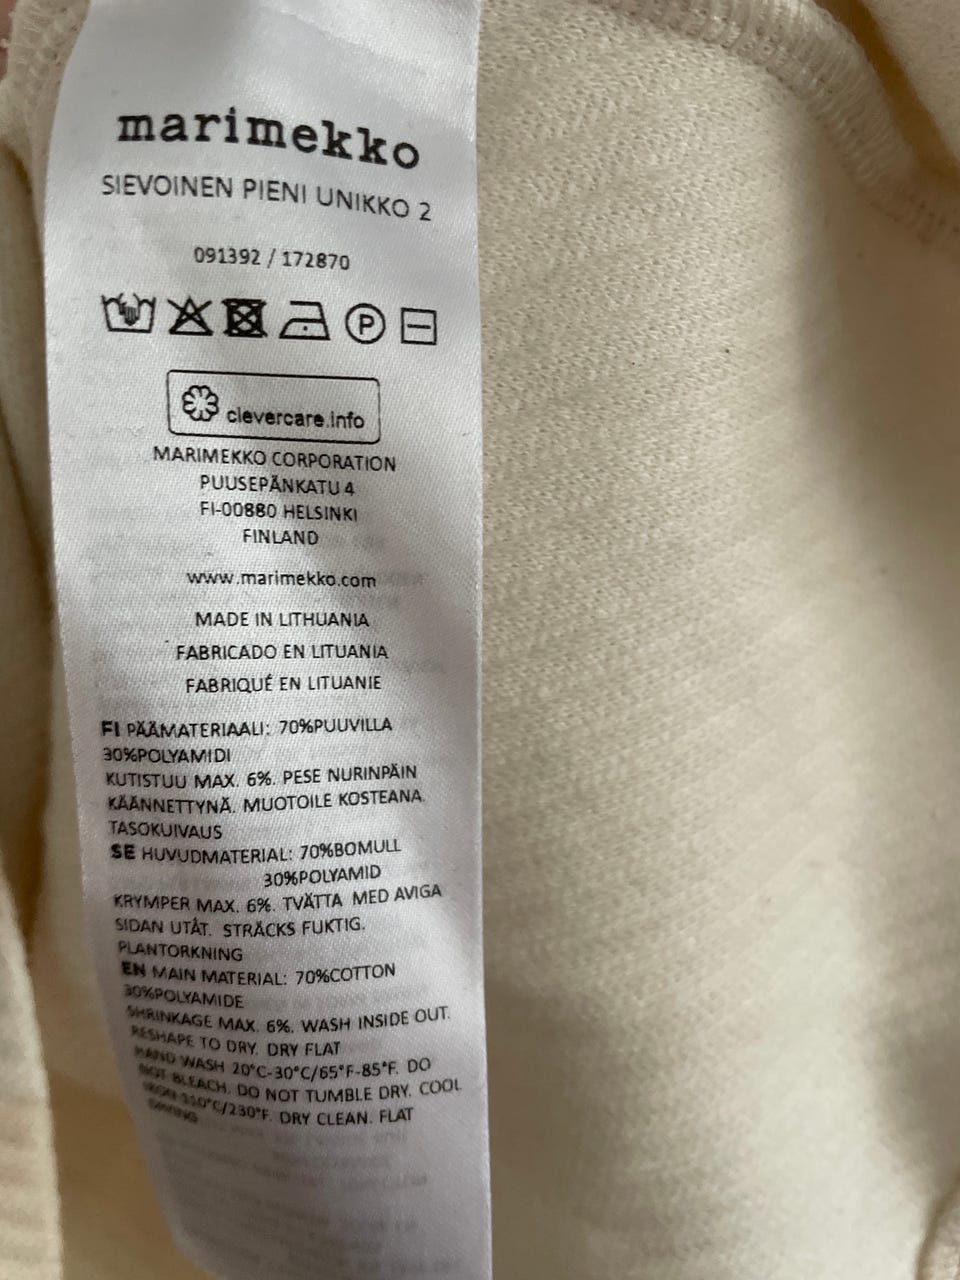 marimekko
SIEVOINEN PIENI UNIKKO 2
091392 / 172870
P
clevercare.info
MARIMEKKO CORPORATION
PUUSEPÄNKATU 4
FI-00880 HELSINKI
FINLAND
www.marimekko.com
MADE IN LITHUANIA
FABRICADO EN LITUANIA
FABRIQUÉ EN LITUANIE
FI PÄÄMATERIAALI: 70%PUUVILLA
30%POLYAMIDI
KUTISTUU MAX. 6%. PESE NURINPÄIN
KÄÄNNETTYNÄ. MUOTOILE KOSTEANA.
TASOKUIVAUS
SE HUVUDMATERIAL: 70%BOMULL
30%POLYAMID
KRYMPER MAX. 6%. TVÄTTA MED AVIGA
SIDAN UTÅT. STRÄCKS FUKTIG.
PLANTORKNING
EN MAIN MATERIAL: 70%COTTON
30%POLYAMIDE
SHRINKAGE MAX. 6%. WASH INSIDE OUT.
RESHAPE TO DRY. DRY FLAT
HAND WASH 20°C-30°C/65°F-85°F. DO
NOT BLEACH. DO NOT TUMBLE DRY. COOL
IRON 110°C/230°F. DRY CLEAN. FLAT
DRYING